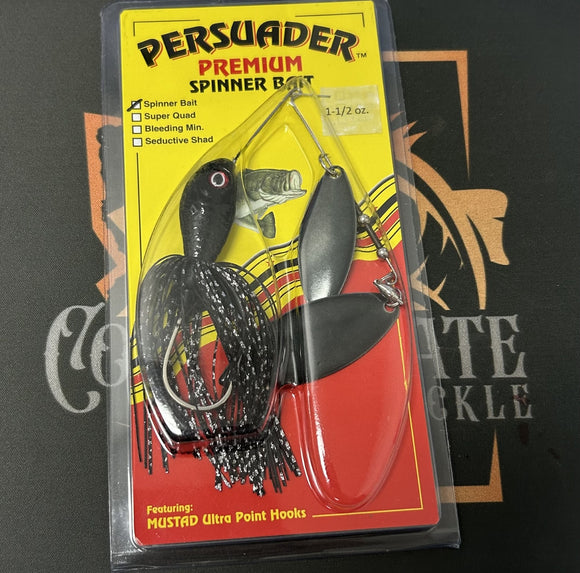 PERSUADER™
PREMIUM
SPINNER BAIT
Spinner Bait
Super Quad
Bleeding Min.
Seductive Shad
1-1/2 oz.
Featuring:
MUSTAD Ultra Point Hooks